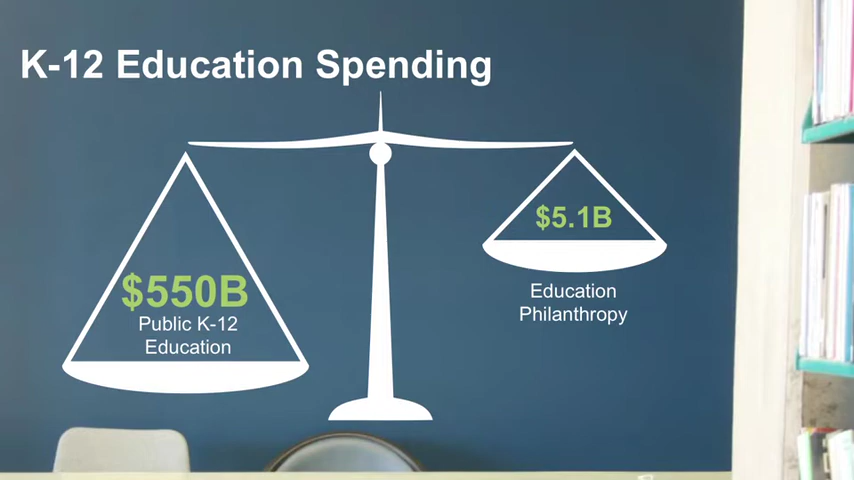 K-12 Education Spending
$5.1B
$550B
Public K-12
Education
Education
Philanthropy